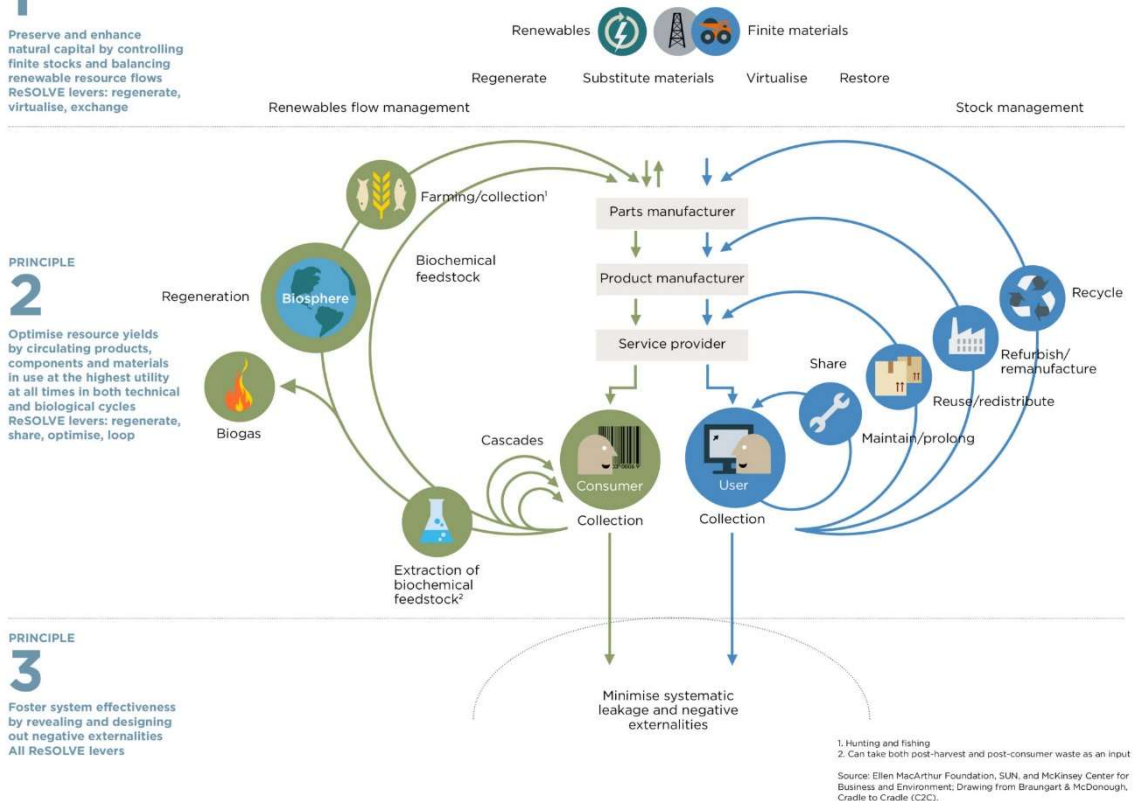 1
Preserve and enhance
natural capital by controlling
finite stocks and balancing
renewable resource flows
ReSOLVE levers: regenerate,
virtualise, exchange
Renewables
Finite materials
Regenerate Substitute materials Virtualise Restore
Renewables flow management
Stock management
PRINCIPLE
2
Optimise resource yields
by circulating products,
components and materials
in use at the highest utility
at all times in both technical
and biological cycles
ReSOLVE levers: regenerate,
share, optimise, loop
Farming/collection¹
Biochemical
feedstock
Regeneration
Biosphere
Biogas
Cascades
Extraction of
biochemical
feedstock²
Parts manufacturer
Product manufacturer
Service provider
Consumer
Collection
User
Collection
Share
Maintain/prolong
Reuse/redistribute
Refurbish/
remanufacture
Recycle
PRINCIPLE
3
Foster system effectiveness
by revealing and designing
out negative externalities
All ReSOLVE levers
Minimise systematic
leakage and negative
externalities
1. Hunting and fishing
2. Can take both post-harvest and post-consumer waste as an input
Source: Ellen MacArthur Foundation, SUN, and McKinsey Center for
Business and Environment; Drawing from Braungart & McDonough,
Cradle to Cradle (C2C).